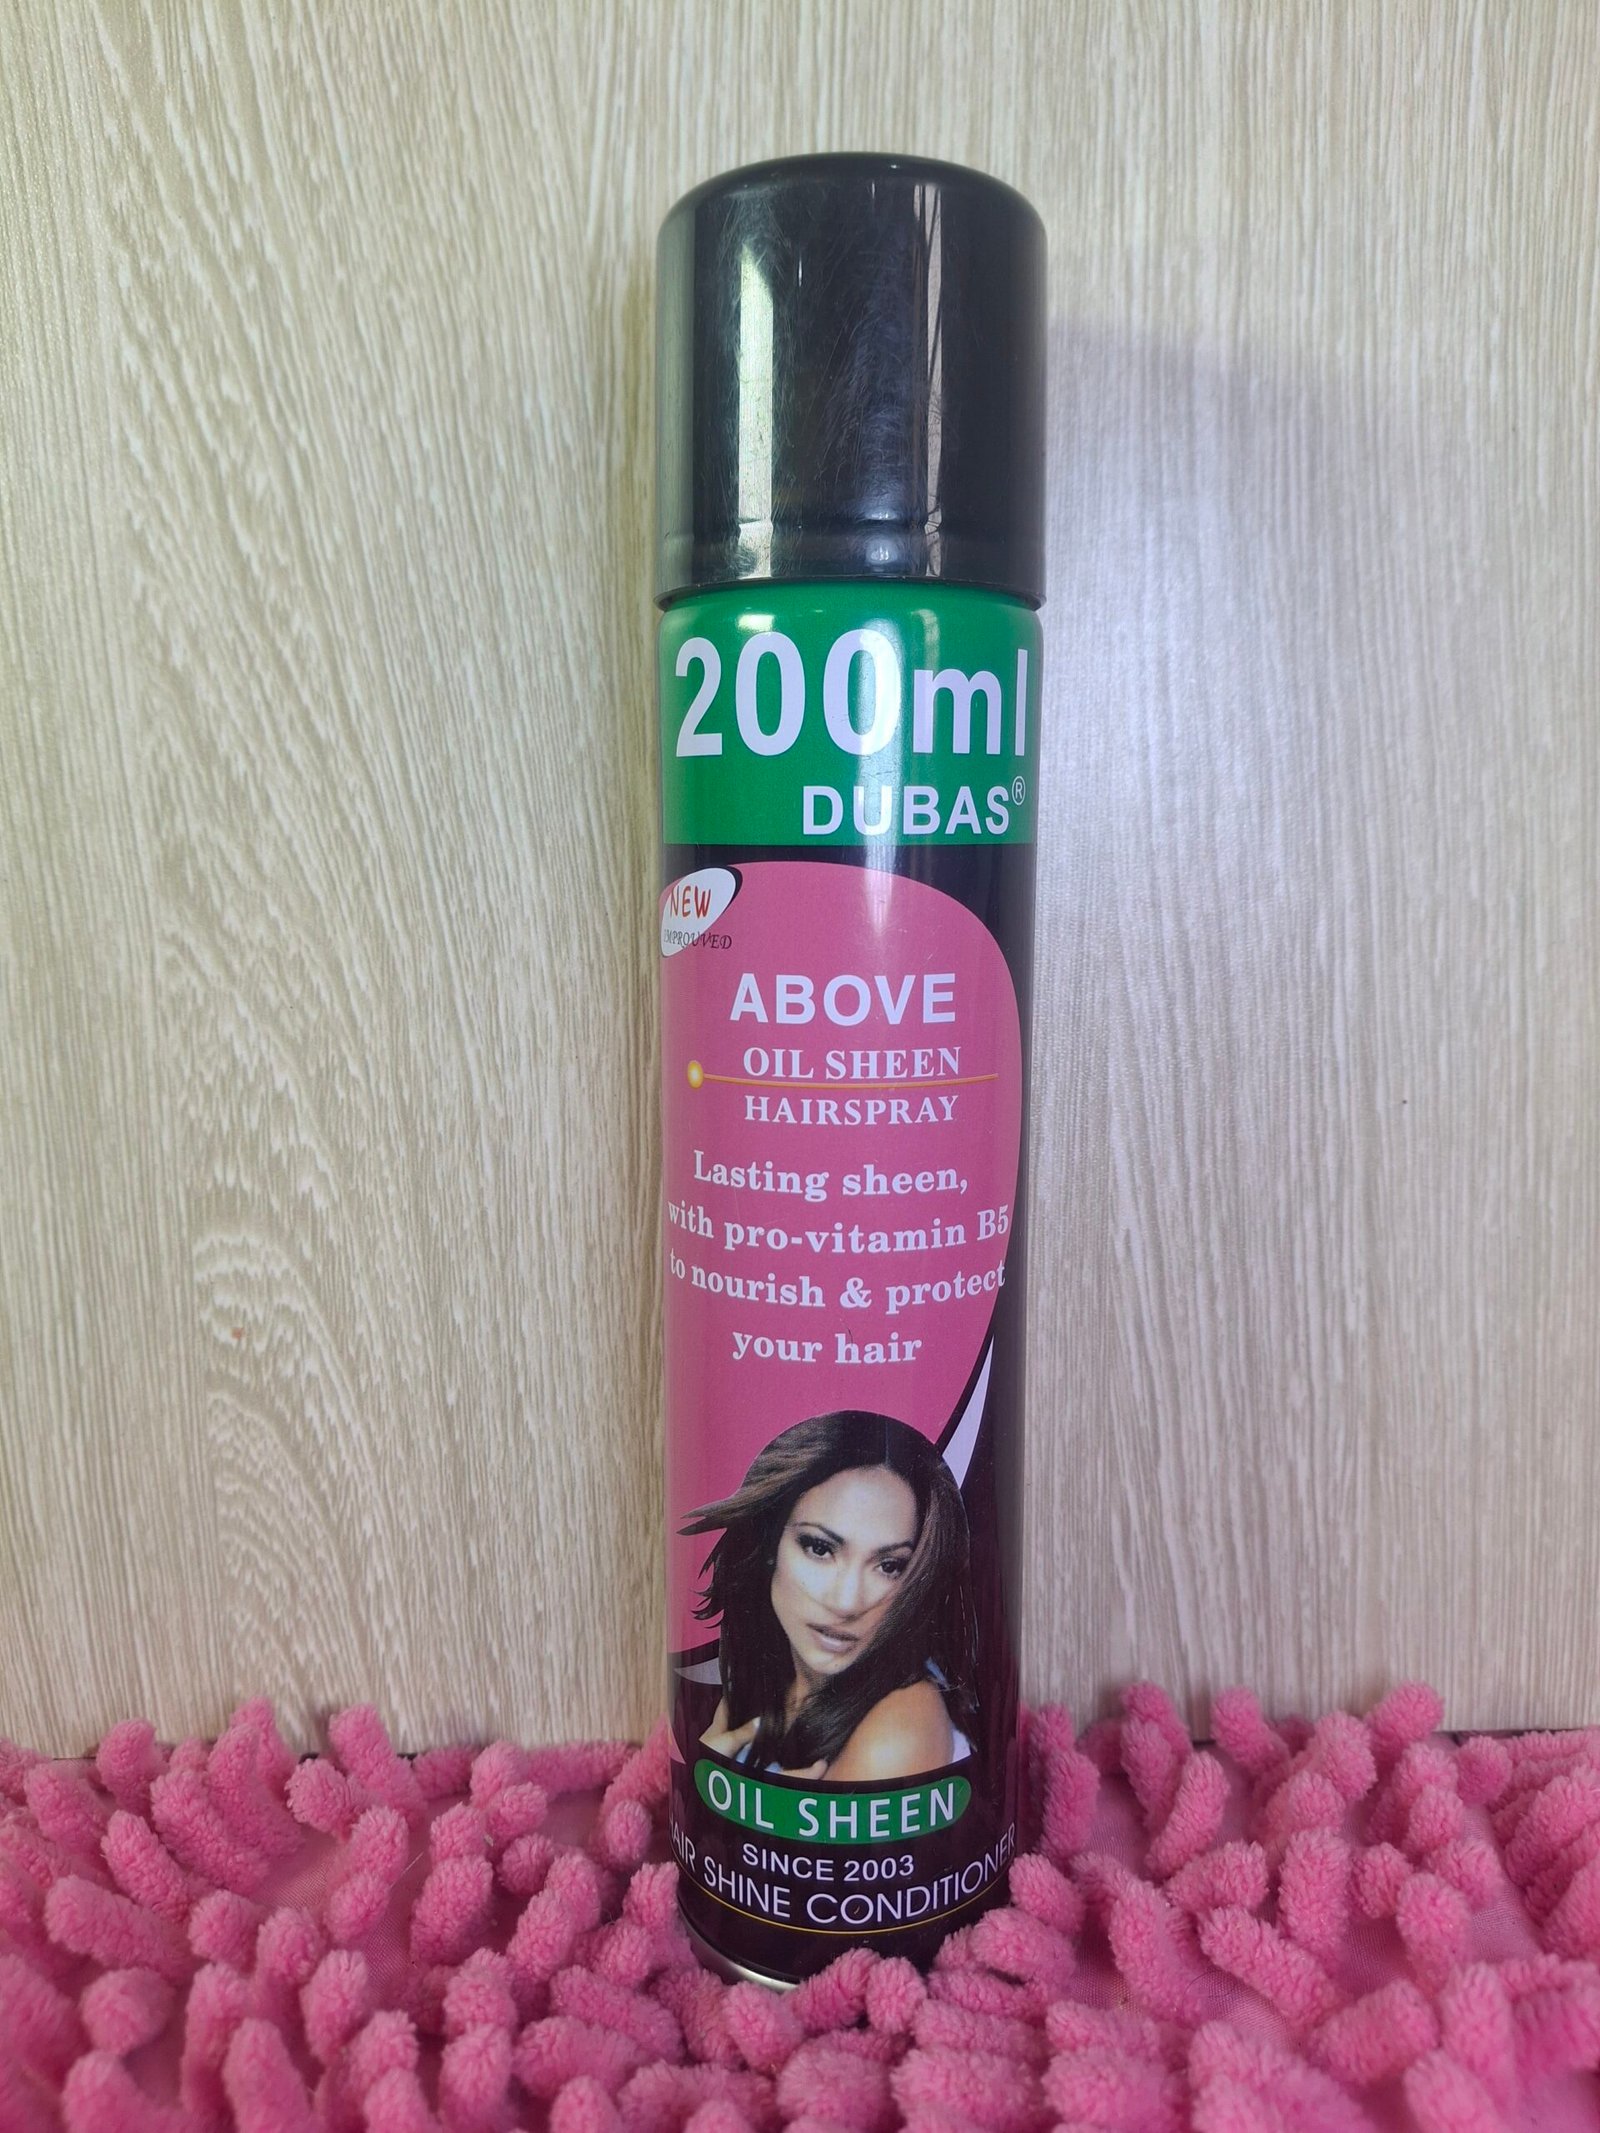 200ml
DUBAS®
NEW
IMPROUVED
ABOVE
OIL SHEEN
HAIRSPRAY
Lasting sheen,
with pro-vitamin B5
to nourish & protect
your hair
OIL SHEEN
SINCE 2003
HAIR SHINE CONDITIONER